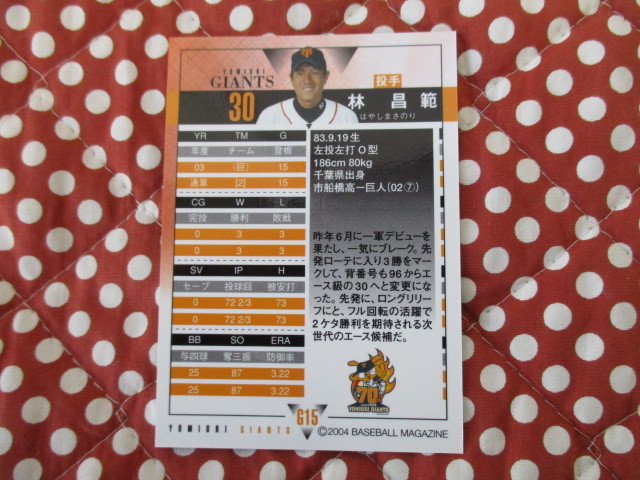 YOMIURI
GIANTS
30
投手
林 昌 範
はやしまさのり
YR TM G
年度 チーム 登板
03 (巨) 15
通算 [2] 15
CG W L
完投 勝利 敗戦
0 3 3
0 3 3
SV IP H
セーブ 投球回 被安打
0 72 2/3 73
0 72 2/3 73
BB SO ERA
与四球 奪三振 防御率
25 87 3.22
25 87 3.22
83.9.19 生
左投左打 O 型
186cm 80kg
千葉県出身
市船橋高ー巨人(02⑦)
昨年6月に一軍デビューを
果たし、一気にブレーク。先
発ローテに入り3勝をマー
クして、背番号も96からエー
ス級の30へと変更にな
った。先発に、ロングリリー
フにと、フル回転の活躍で
2ケタ勝利を期待される次
世代のエース候補だ。
70
YOMIURI GIANTS
YOMIURI GIANTS
G15
©2004 BASEBALL MAGAZINE